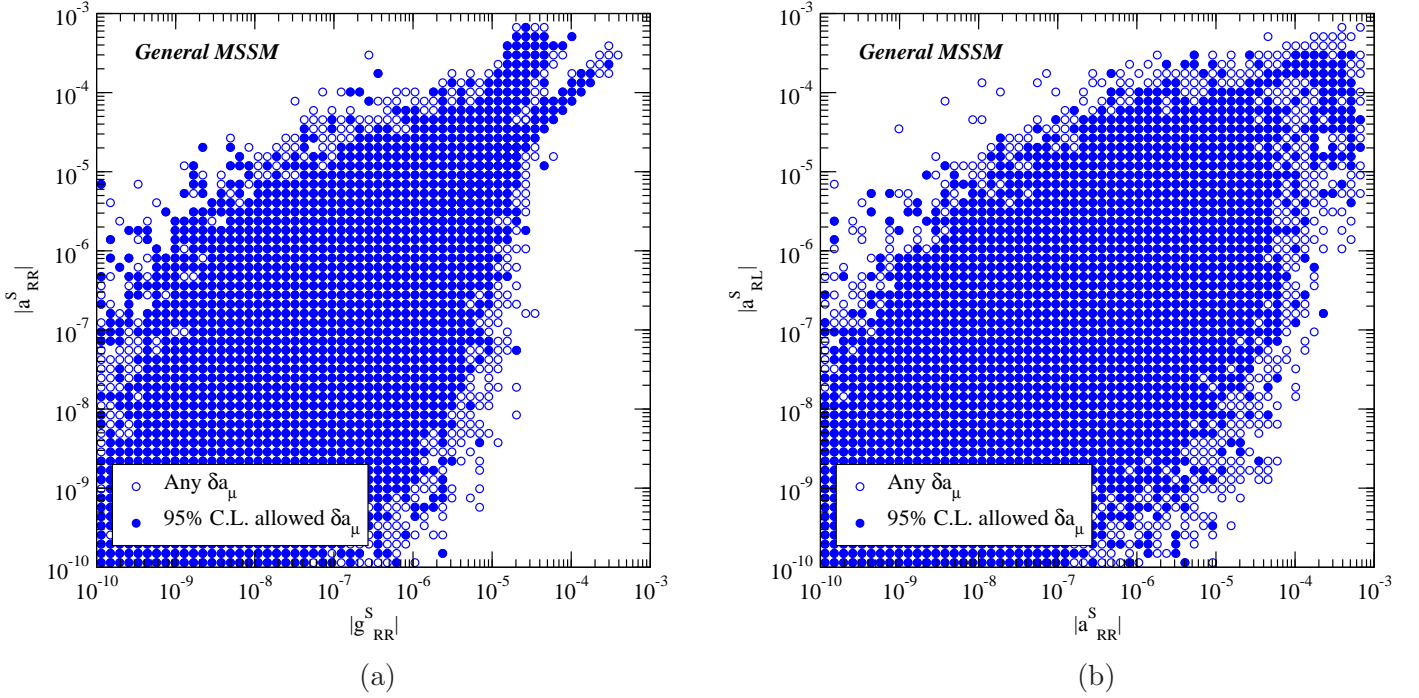 General MSSM
10⁻³
10⁻⁴
10⁻⁵
10⁻⁶
10⁻⁷
10⁻⁸
10⁻⁹
10⁻¹⁰
|a^S_RR|
Any δa_μ
95% C.L. allowed δa_μ
10⁻¹⁰ 10⁻⁹ 10⁻⁸ 10⁻⁷ 10⁻⁶ 10⁻⁵ 10⁻⁴ 10⁻³
|g^S_RR|
(a)
General MSSM
10⁻³
10⁻⁴
10⁻⁵
10⁻⁶
10⁻⁷
10⁻⁸
10⁻⁹
10⁻¹⁰
|a^S_RL|
Any δa_μ
95% C.L. allowed δa_μ
10⁻¹⁰ 10⁻⁹ 10⁻⁸ 10⁻⁷ 10⁻⁶ 10⁻⁵ 10⁻⁴ 10⁻³
|a^S_RR|
(b)